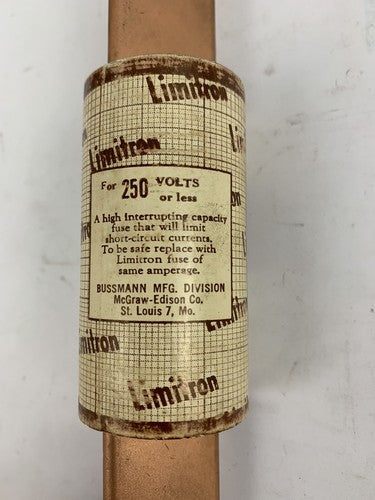 Limitron
Limitron
For 250 VOLTS
or less
A high Interrupting capacity
fuse that will limit
short-circuit currents.
To be safe replace with
Limitron fuse of
same amperage.
BUSSMANN MFG. DIVISION
McGraw-Edison Co.
St. Louis 7, Mo.
Limitron